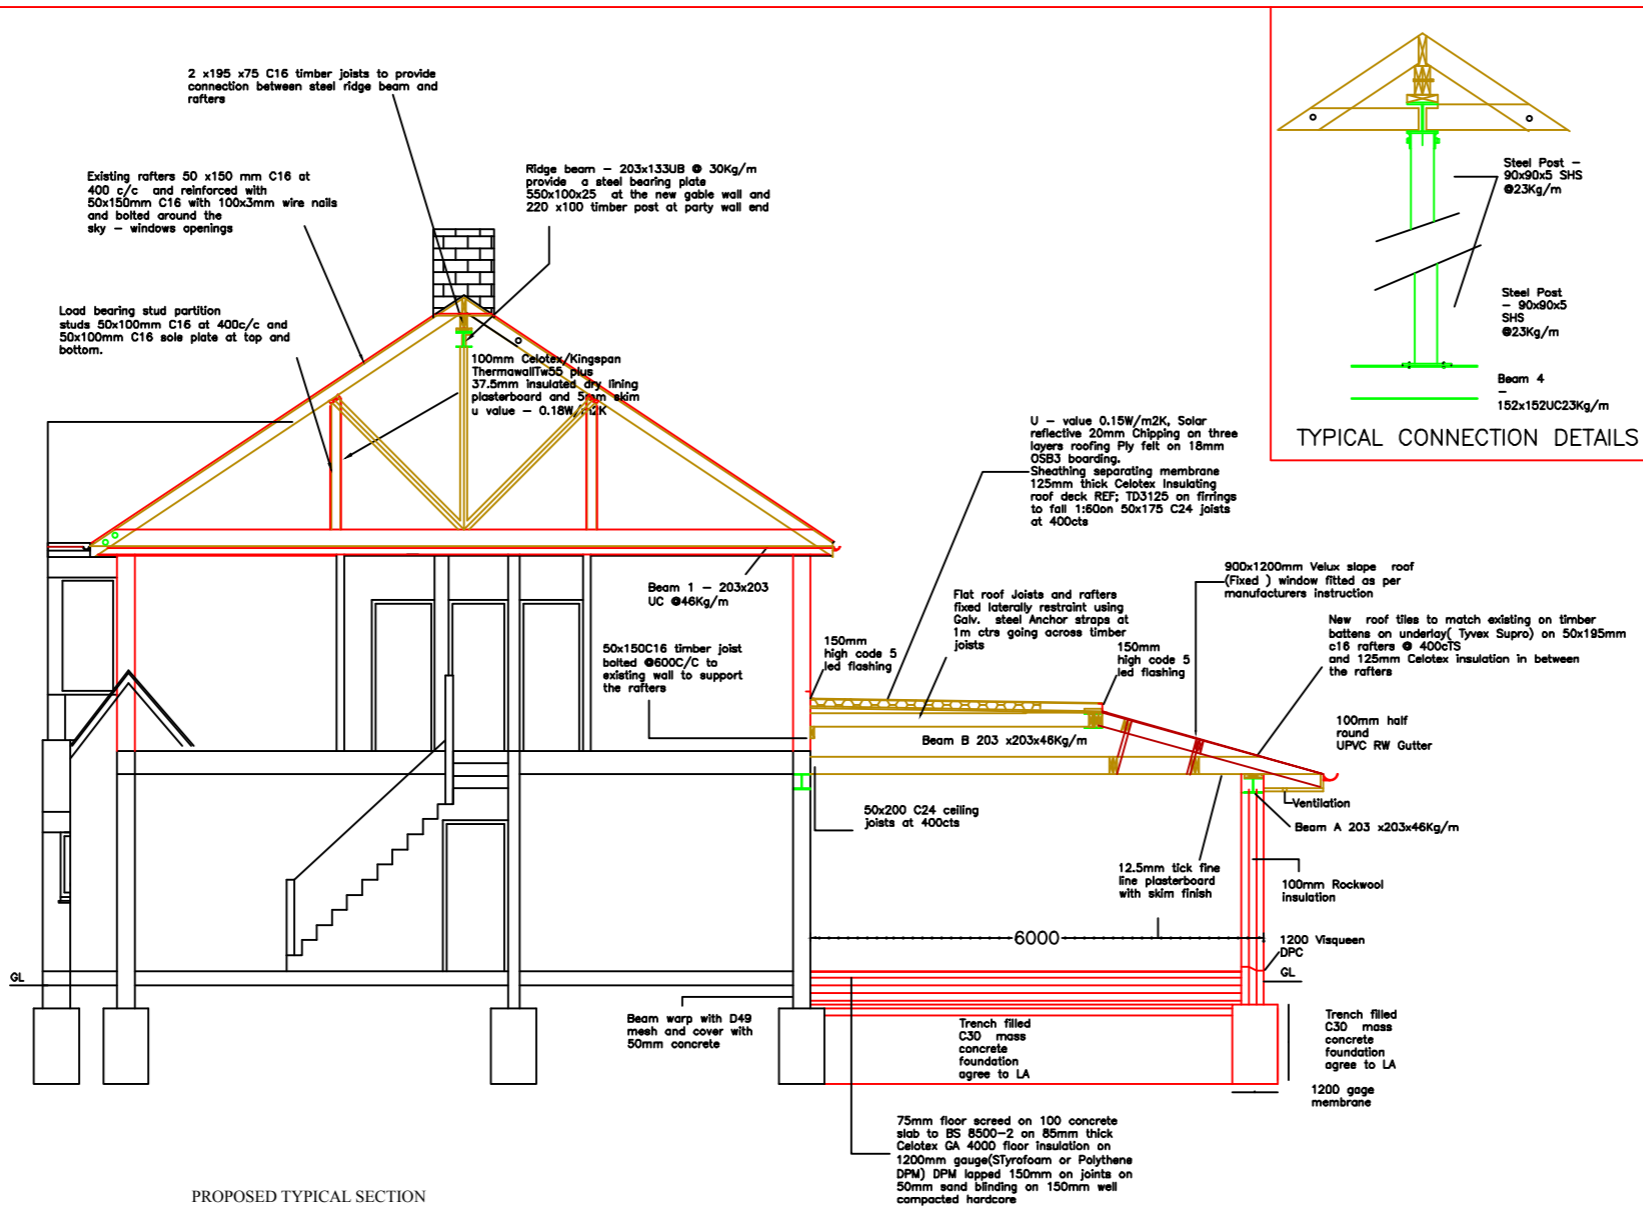 2 x195 x75 C16 timber joists to provide
connection between steel ridge beam and
rafters
Existing rafters 50 x150 mm C16 at
400 c/c and reinforced with
50x150mm C16 with 100x3mm wire nails
and bolted around the
sky - windows openings
Ridge beam - 203x133UB @ 30Kg/m
provide a steel bearing plate
550x100x25 at the new gable wall and
220 x100 timber post at party wall end
Load bearing stud partition
studs 50x100mm C16 at 400c/c and
50x100mm C16 sole plate at top and
bottom.
100mm Celotex/Kingspan
ThermawallTw55 plus
37.5mm insulated dry lining
plasterboard and 5mm skim
u value - 0.18W/m2K
Steel Post -
90x90x5 SHS
@23Kg/m
Steel Post
- 90x90x5
SHS
@23Kg/m
Beam 4
-
152x152UC23Kg/m
TYPICAL CONNECTION DETAILS
U - value 0.15W/m2K, Solar
reflective 20mm Chipping on three
layers roofing Ply felt on 18mm
OSB3 boarding.
Sheathing separating membrane
125mm thick Celotex Insulating
roof deck REF; TD3125 on firrings
to fall 1:60on 50x175 C24 joists
at 400cts
Beam 1 - 203x203
UC @46Kg/m
50x150C16 timber joist
bolted @600C/C to
existing wall to support
the rafters
150mm
high code 5
led flashing
Flat roof Joists and rafters
fixed laterally restraint using
Galv. steel Anchor straps at
1m ctrs going across timber
joists
150mm
high code 5
led flashing
900x1200mm Velux slope roof
(Fixed ) window fitted as per
manufacturers instruction
New roof tiles to match existing on timber
battens on underlay( Tyvex Supro) on 50x195mm
c16 rafters @ 400cTS
and 125mm Celotex insulation in between
the rafters
100mm half
round
UPVC RW Gutter
Beam B 203 x203x46Kg/m
50x200 C24 ceiling
joists at 400cts
Ventilation
Beam A 203 x203x46Kg/m
12.5mm tick fine
line plasterboard
with skim finish
100mm Rockwool
insulation
6000
1200 Visqueen
DPC
GL
GL
Beam warp with D49
mesh and cover with
50mm concrete
Trench filled
C30 mass
concrete
foundation
agree to LA
Trench filled
C30 mass
concrete
foundation
agree to LA
1200 gage
membrane
75mm floor screed on 100 concrete
slab to BS 8500-2 on 85mm thick
Celotex GA 4000 floor insulation on
1200mm gauge(STyrofoam or Polythene
DPM) DPM lapped 150mm on joints on
50mm sand blinding on 150mm well
compacted hardcore
PROPOSED TYPICAL SECTION